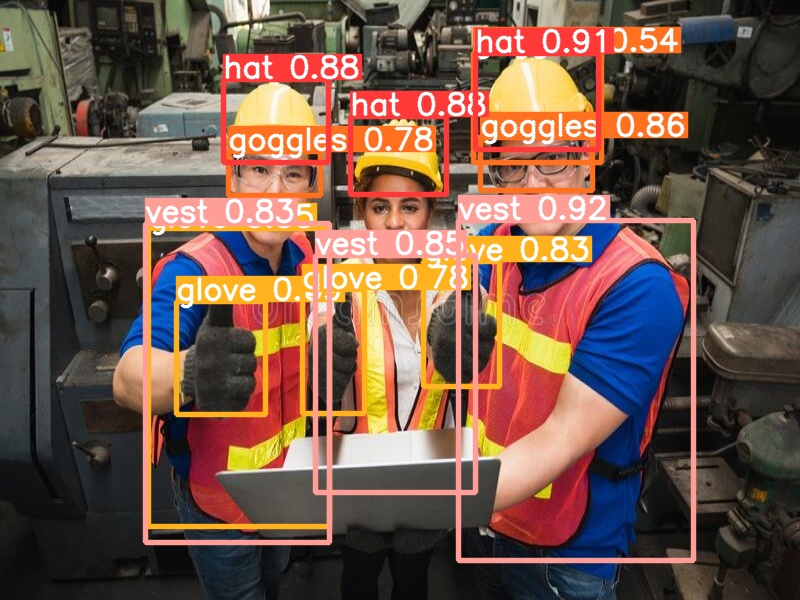 hat 0.910.54
hat 0.88
hat 0.88
goggles 0.86
goggles 0.78
vest 0.92
vest 0.835
vest 0.85
ve 0.83
glove 0.78
glove 0.